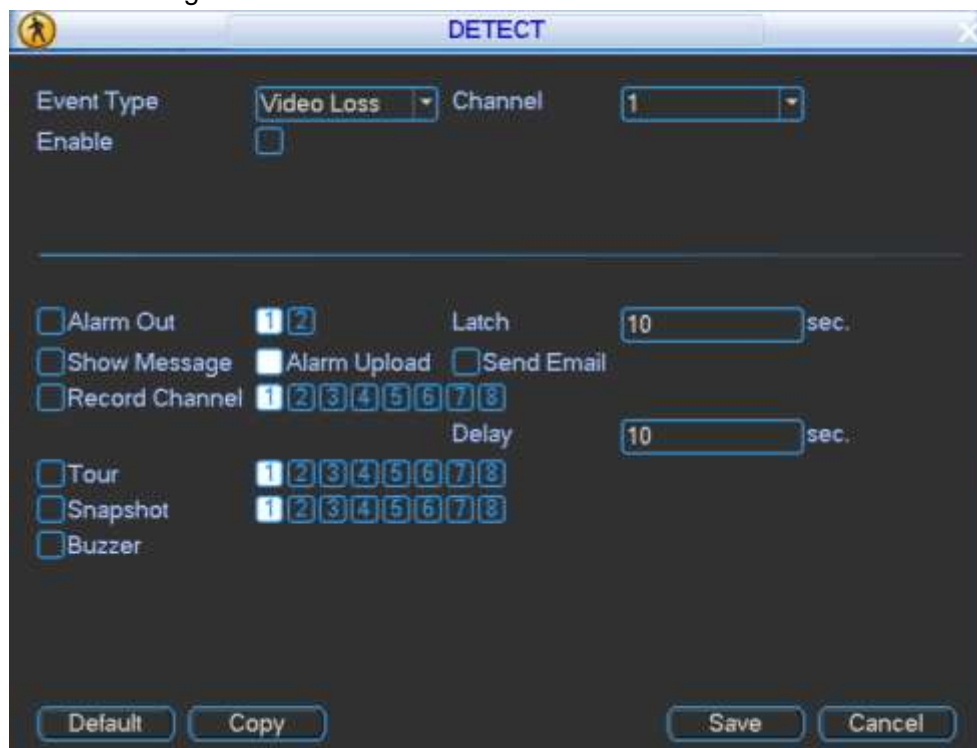 DETECT
Event Type Video Loss Channel 1
Enable
Alarm Out 1 2 Latch 10 sec.
Show Message Alarm Upload Send Email
Record Channel 1 2 3 4 5 6 7 8
Delay 10 sec.
Tour 1 2 3 4 5 6 7 8
Snapshot 1 2 3 4 5 6 7 8
Buzzer
Default Copy Save Cancel